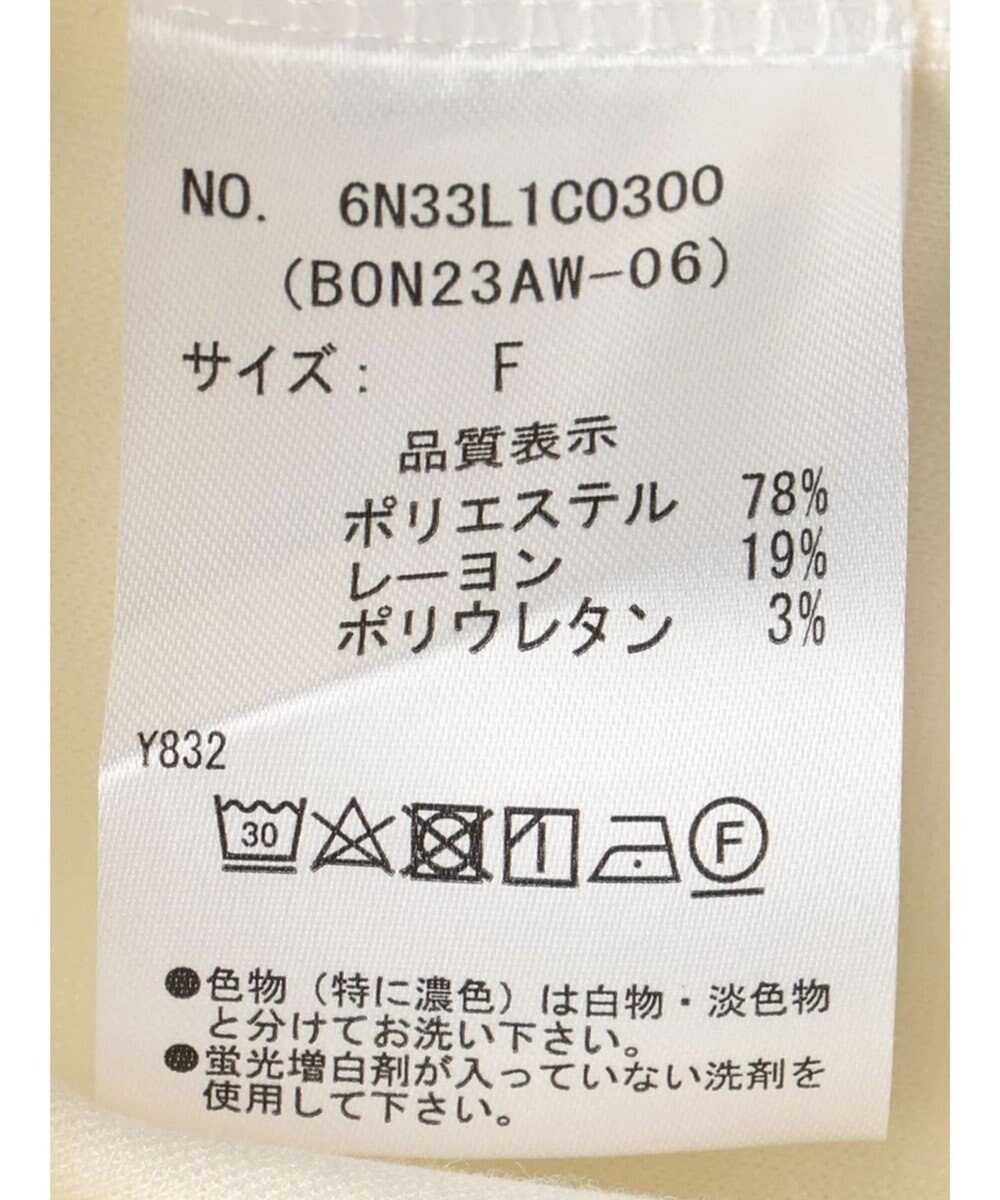 NO. 6N33L1C0300
(BON23AW-06)
サイズ: F
品質表示
ポリエステル 78%
レーヨン 19%
ポリウレタン 3%
Y832
30
F
●色物（特に濃色）は白物・淡色物
と分けてお洗い下さい。
●蛍光増白剤が入っていない洗剤を
使用して下さい。